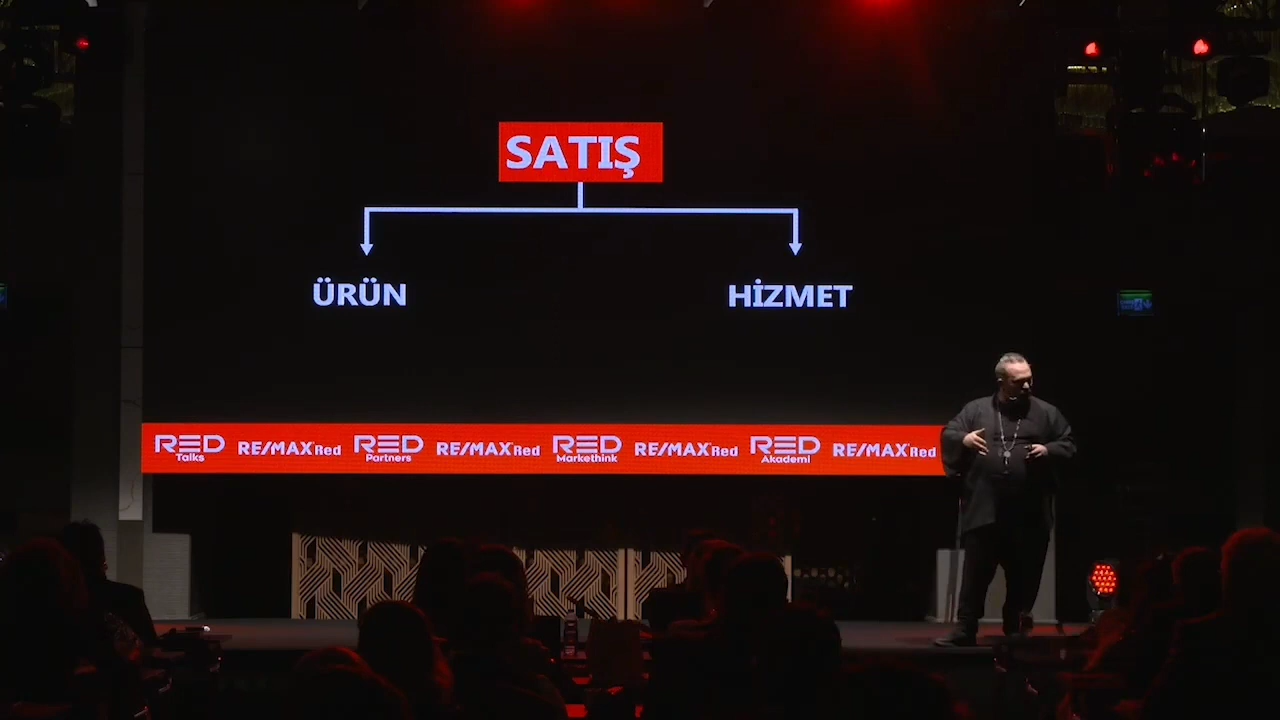 SATIŞ
ÜRÜN
HİZMET
RED Talks RE/MAX Red RED Partners RE/MAX Red RED Markethink RE/MAX Red RED Akademi RE/MAX Red